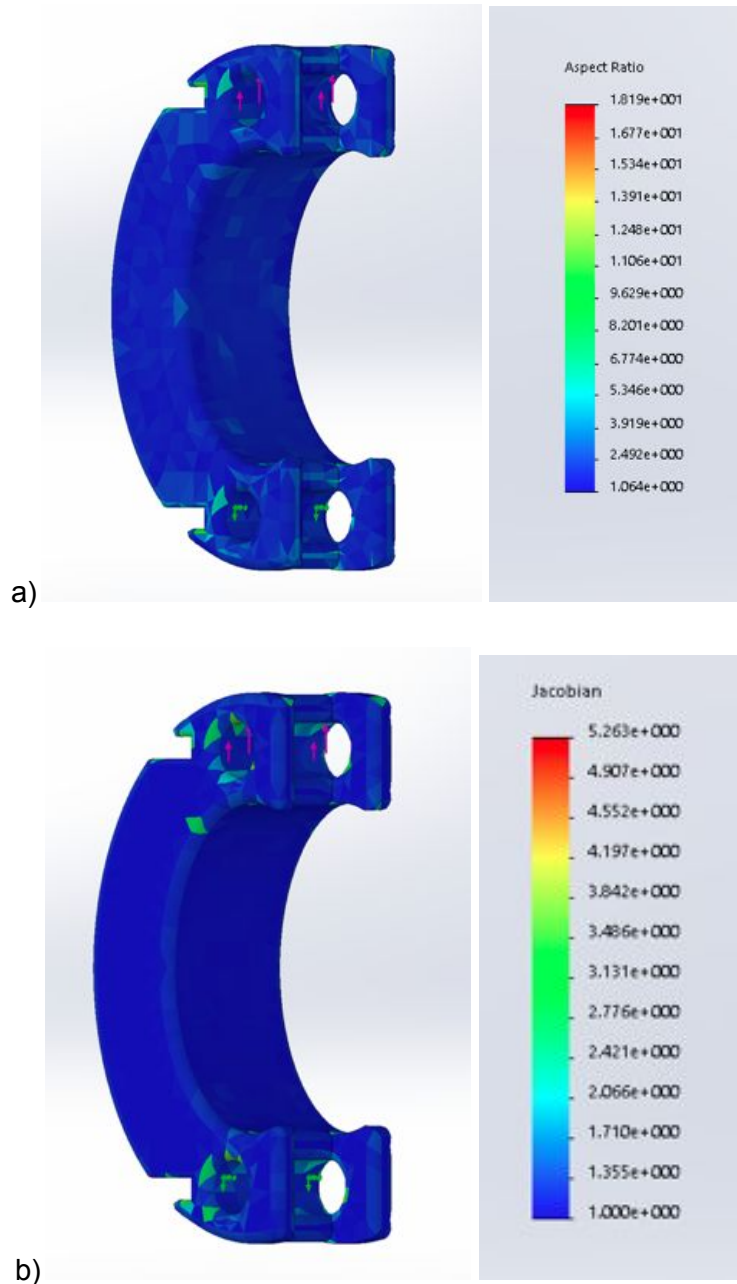 Aspect Ratio
1.819e+001
1.677e+001
1.534e+001
1.391e+001
1.248e+001
1.106e+001
9.629e+000
8.201e+000
6.774e+000
5.346e+000
3.919e+000
2.492e+000
1.064e+000
a)
Jacobian
5.263e+000
4.907e+000
4.552e+000
4.197e+000
3.842e+000
3.486e+000
3.131e+000
2.776e+000
2.421e+000
2.066e+000
1.710e+000
1.355e+000
1.000e+000
b)